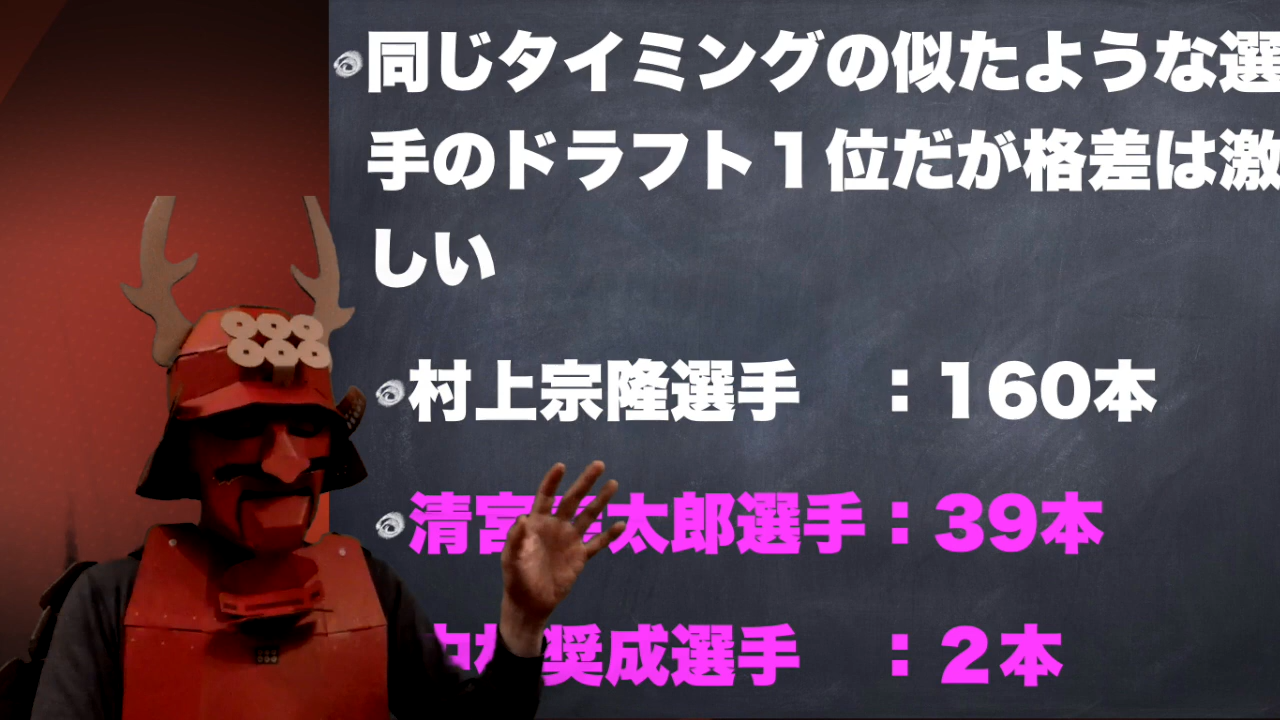 同じタイミングの似たような選
手のドラフト１位だが格差は激
しい
村上宗隆選手　：160本
清宮 太郎選手：39本
奨成選手　：２本